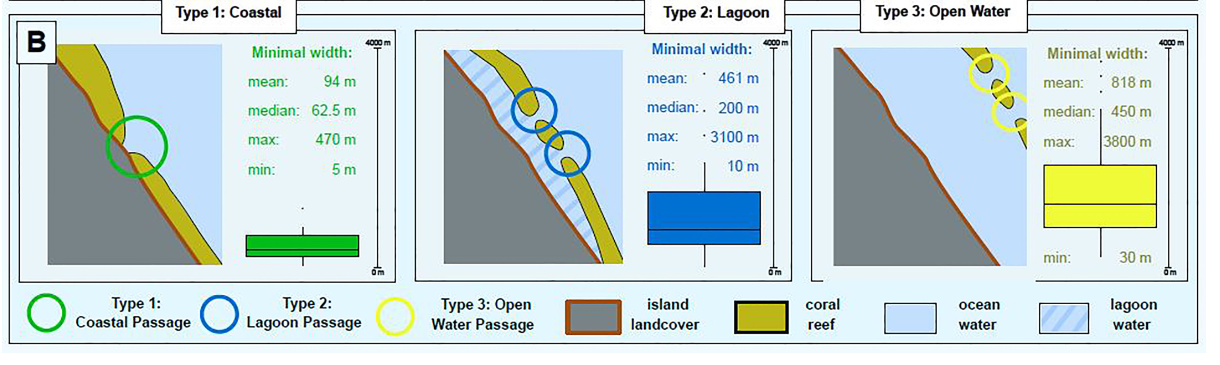 Type 1: Coastal
Type 2: Lagoon
Type 3: Open Water
B
Minimal width:
mean: 94 m
median: 62.5 m
max: 470 m
min: 5 m
4000 m
0 m
Minimal width:
mean: 461 m
median: 200 m
max: 3100 m
min: 10 m
4000 m
0 m
Minimal width:
mean: 818 m
median: 450 m
max: 3800 m
min: 30 m
4000 m
0 m
Type 1:
Coastal Passage
Type 2:
Lagoon Passage
Type 3: Open
Water Passage
island
landcover
coral
reef
ocean
water
lagoon
water